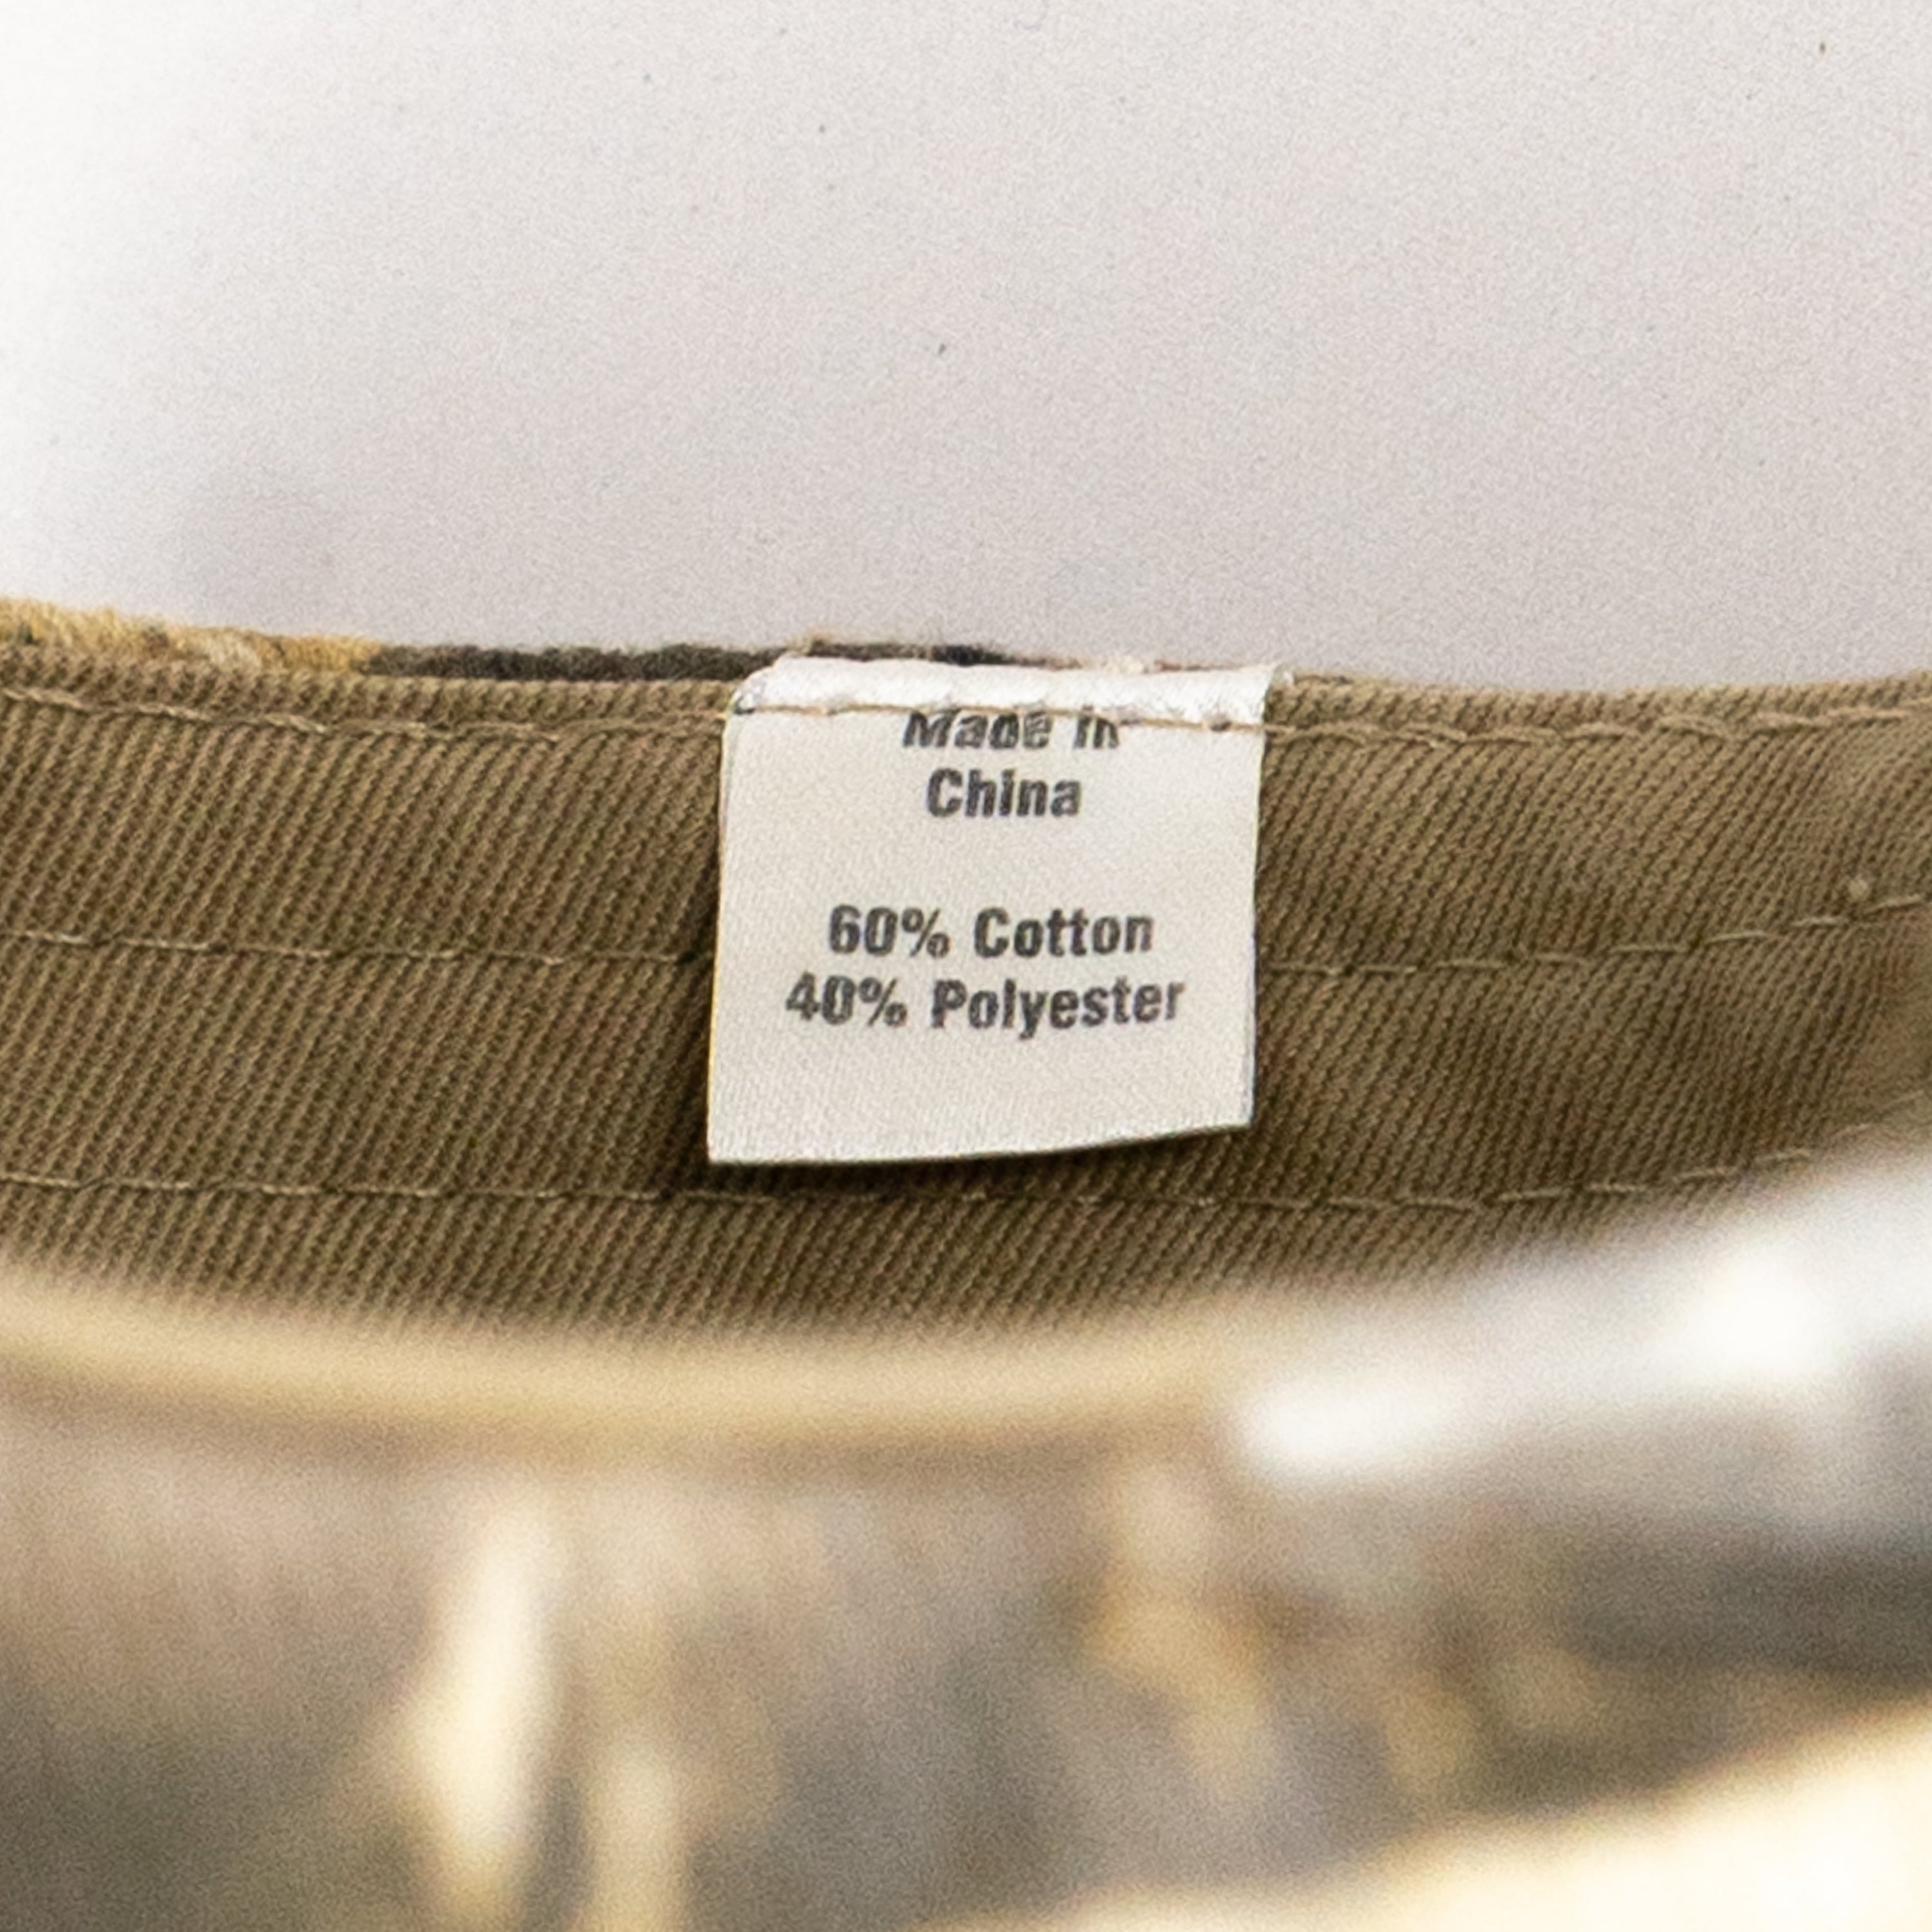 Made in
China
60% Cotton
40% Polyester